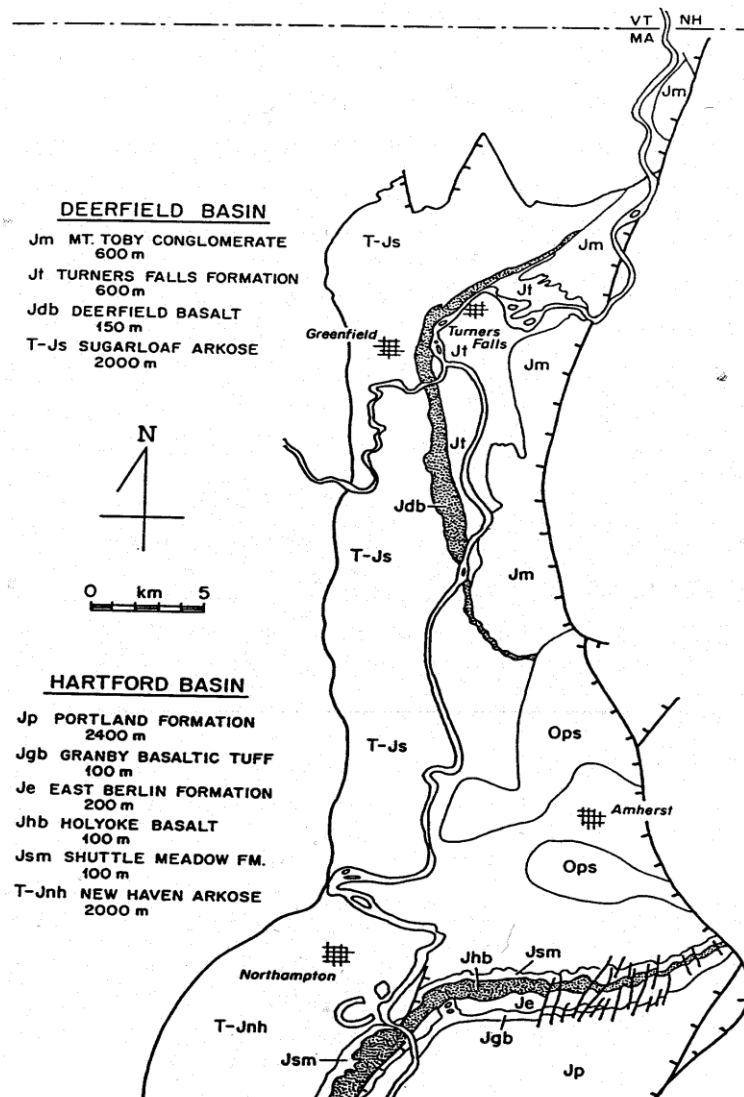 VT NH
MA
Jm
DEERFIELD BASIN
Jm MT. TOBY CONGLOMERATE
600 m
Jt TURNERS FALLS FORMATION
600 m
Jdb DEERFIELD BASALT
150 m
T-Js SUGARLOAF ARKOSE
2000 m
T-Js
Jm
Jt
Greenfield
Turners
Falls
Jt
Jm
N
Jt
Jdb
T-Js
Jm
0 km 5
HARTFORD BASIN
Jp PORTLAND FORMATION
2400 m
Jgb GRANBY BASALTIC TUFF
100 m
Je EAST BERLIN FORMATION
200 m
Jhb HOLYOKE BASALT
100 m
Jsm SHUTTLE MEADOW FM.
100 m
T-Jnh NEW HAVEN ARKOSE
2000 m
T-Js
Ops
Amherst
Ops
Northampton
Jhb
Jsm
Je
T-Jnh
Jgb
Jsm
Jp